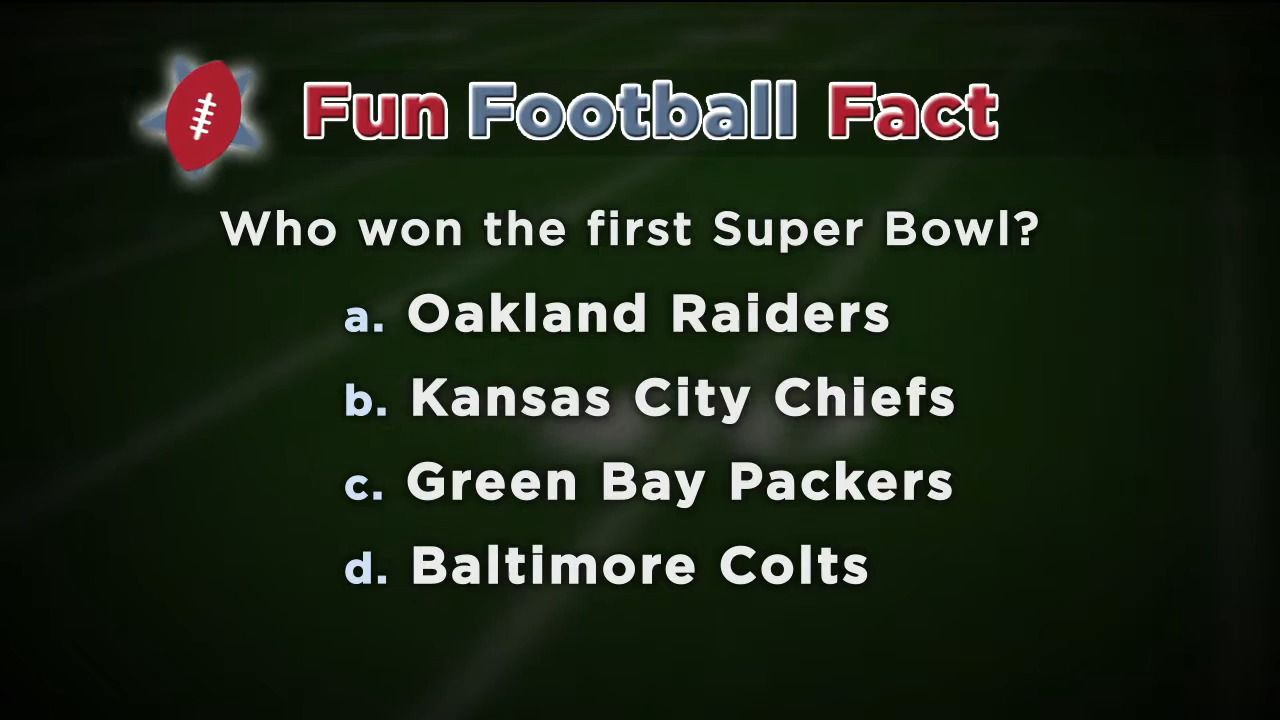 Fun Football Fact
Who won the first Super Bowl?
a. Oakland Raiders
b. Kansas City Chiefs
c. Green Bay Packers
d. Baltimore Colts